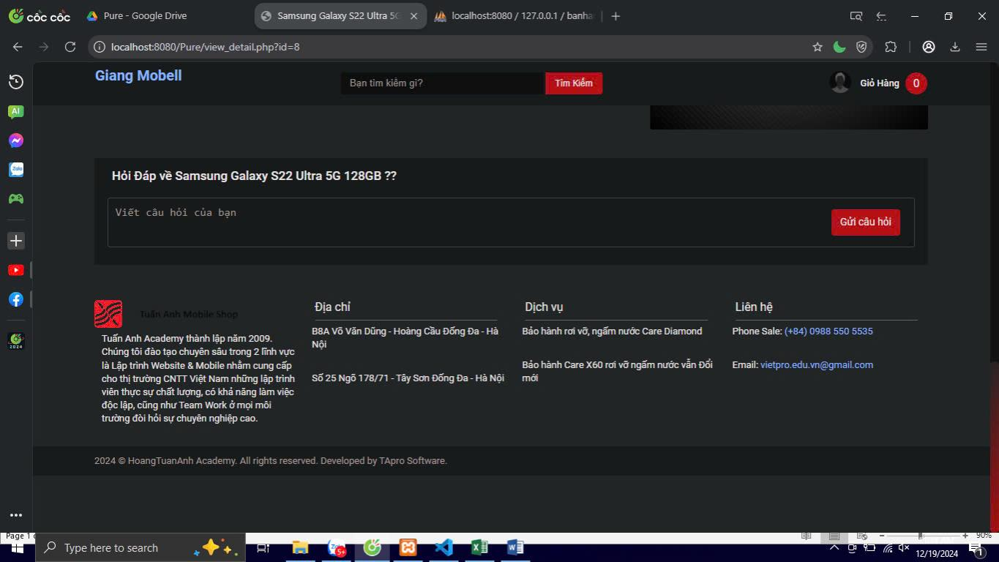 cốc cốc
Pure - Google Drive
Samsung Galaxy S22 Ultra 5G
localhost:8080 / 127.0.0.1 / banha
localhost:8080/Pure/view_detail.php?id=8
AI
Zalo
2024
Giang Mobell
Bạn tìm kiếm gì?
Tìm Kiếm
Giỏ Hàng
0
Hỏi Đáp về Samsung Galaxy S22 Ultra 5G 128GB ??
Viết câu hỏi của bạn
Gửi câu hỏi
Tuấn Anh Mobile Shop
Tuấn Anh Academy thành lập năm 2009.
Chúng tôi đào tạo chuyên sâu trong 2 lĩnh vực
là Lập trình Website & Mobile nhằm cung cấp
cho thị trường CNTT Việt Nam những lập trình
viên thực sự chất lượng, có khả năng làm việc
độc lập, cũng như Team Work ở mọi môi
trường đòi hỏi sự chuyên nghiệp cao.
Địa chỉ
B8A Võ Văn Dũng - Hoàng Cầu Đống Đa - Hà
Nội
Số 25 Ngõ 178/71 - Tây Sơn Đống Đa - Hà Nội
Dịch vụ
Bảo hành rơi vỡ, ngấm nước Care Diamond
Bảo hành Care X60 rơi vỡ ngấm nước vẫn Đổi
mới
Liên hệ
Phone Sale: (+84) 0988 550 5535
Email: vietpro.edu.vn@gmail.com
2024 © HoangTuanAnh Academy. All rights reserved. Developed by TApro Software.
Page 1
90%
Type here to search
5+
12/19/2024
1